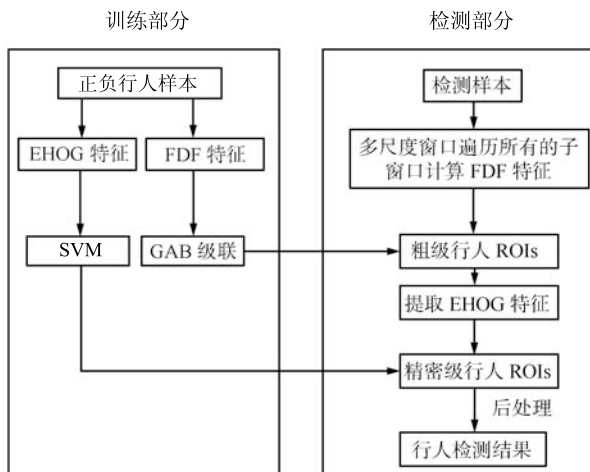 训练部分
正负行人样本
EHOG 特征
FDF 特征
SVM
GAB 级联
检测部分
检测样本
多尺度窗口遍历所有的子
窗口计算 FDF 特征
粗级行人 ROIs
提取 EHOG 特征
精密级行人 ROIs
后处理
行人检测结果